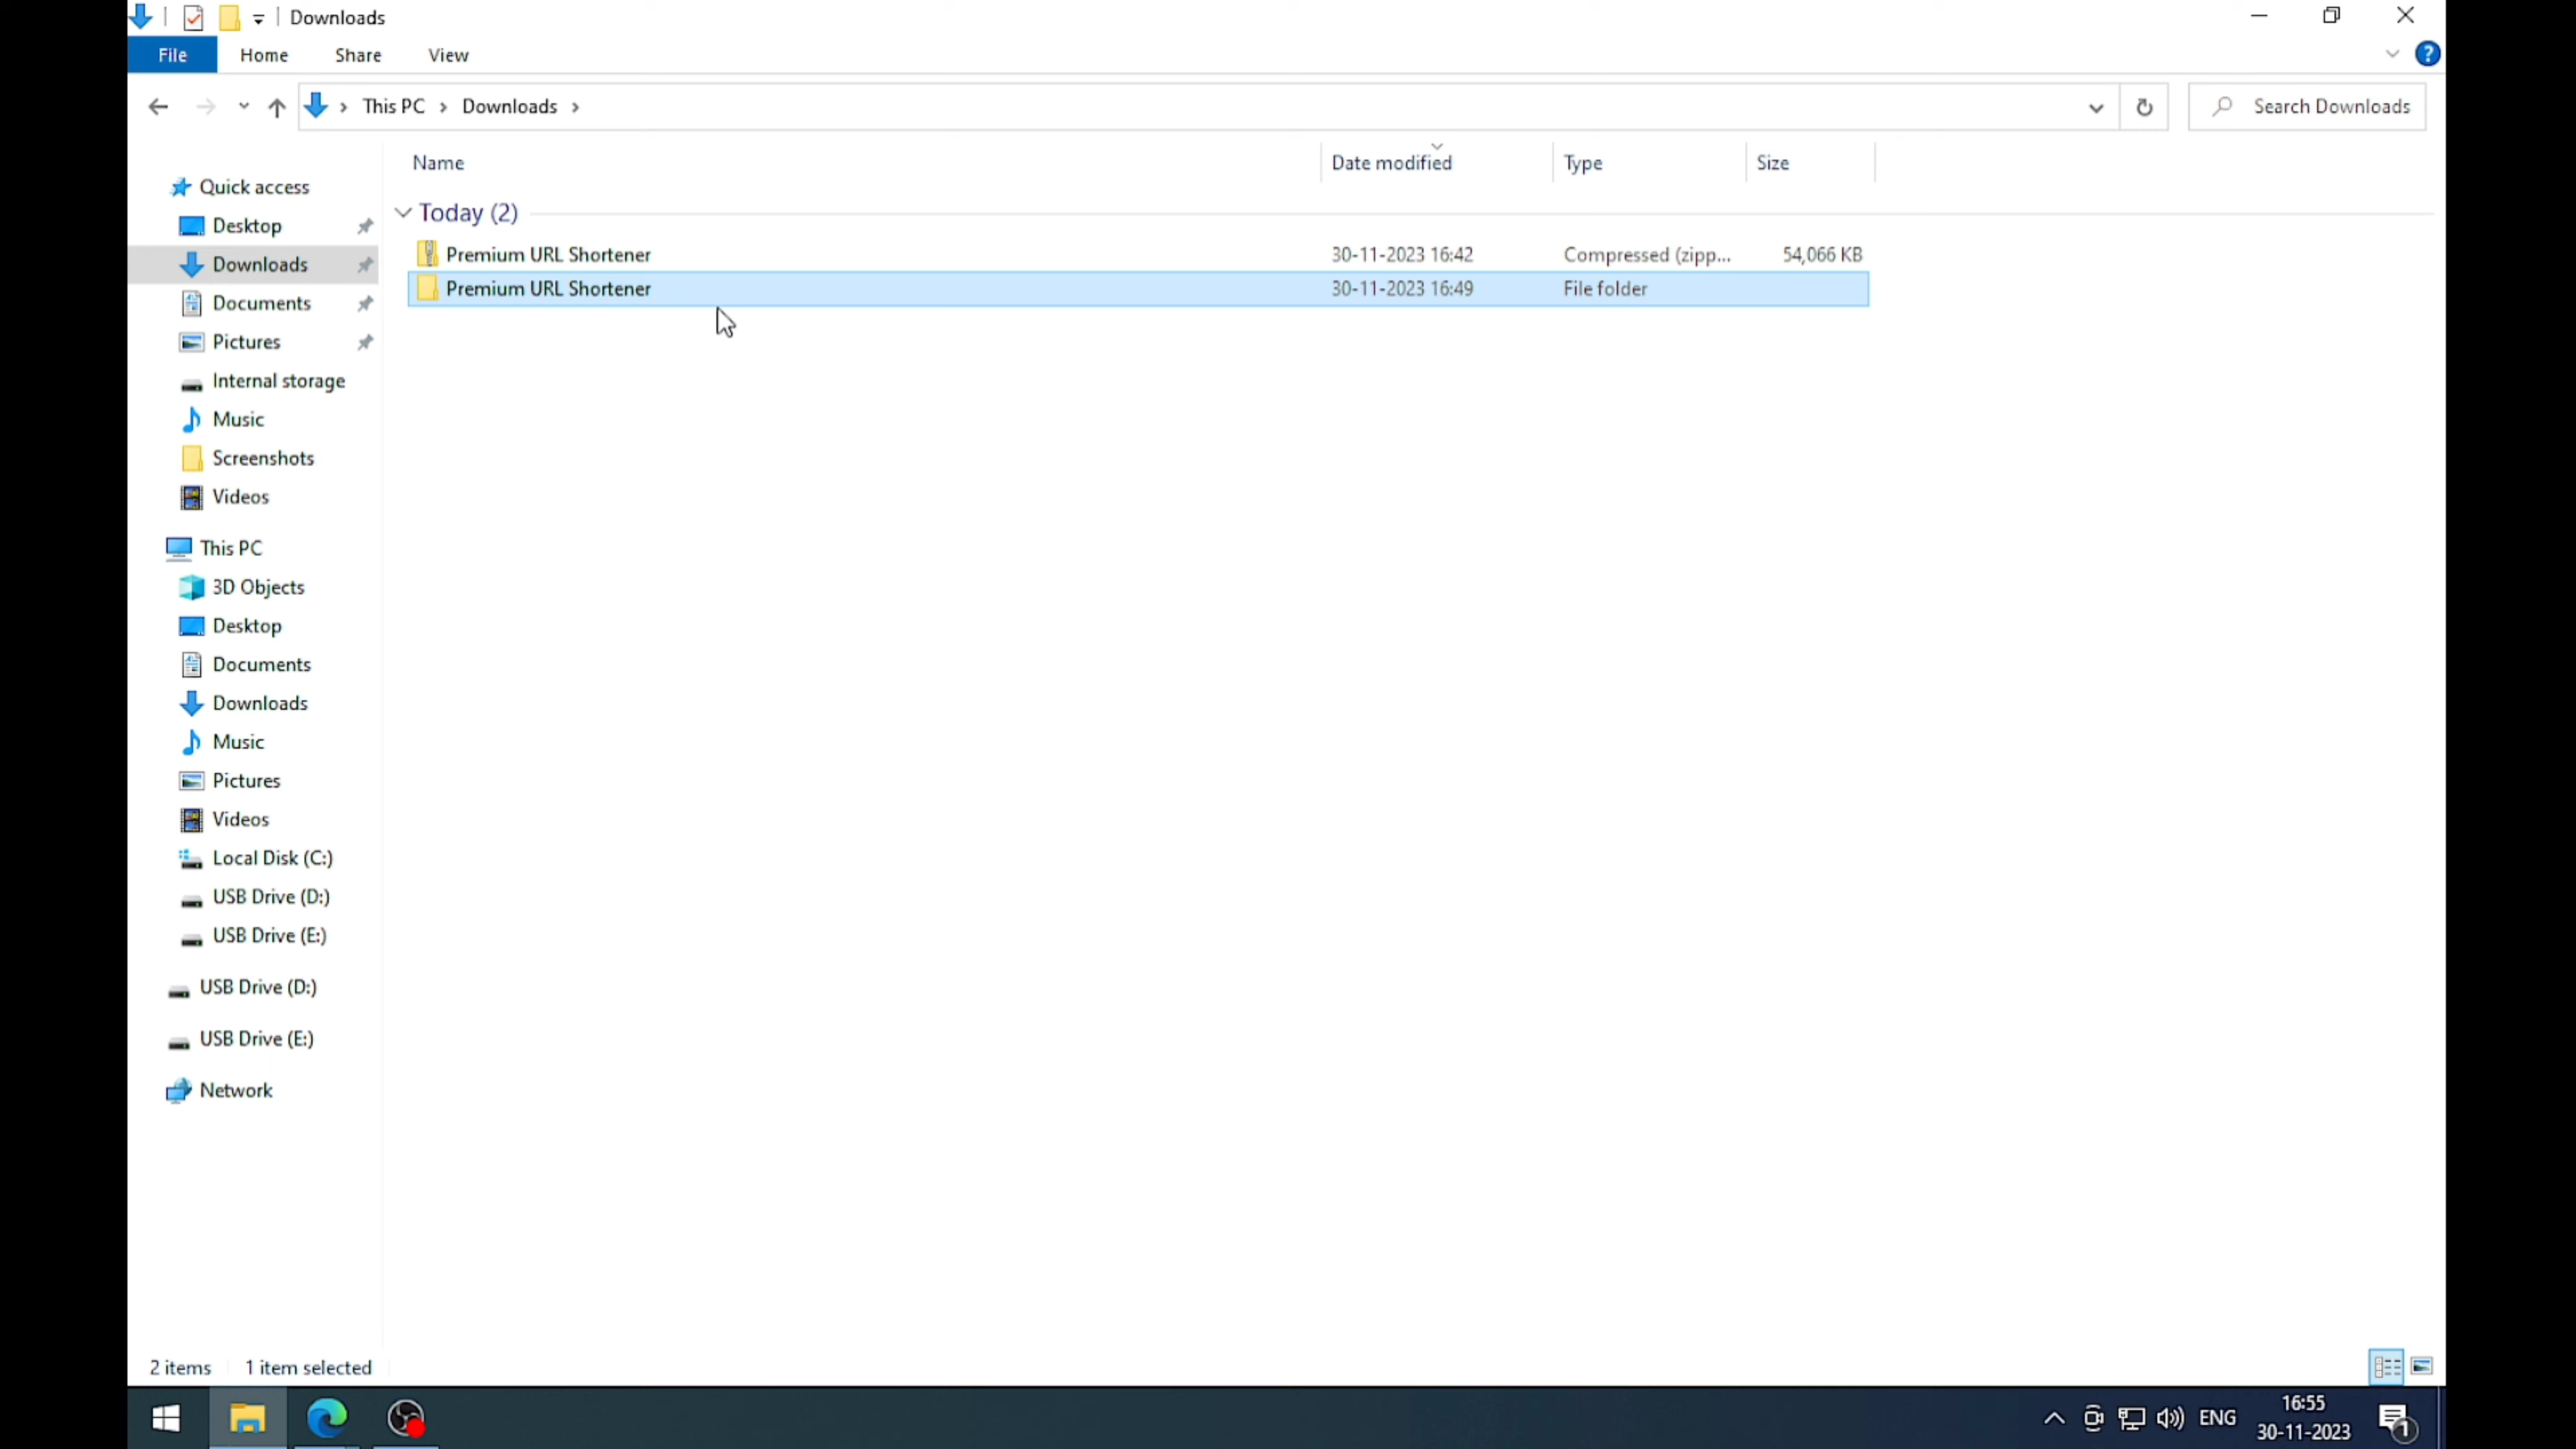 Downloads
File Home Share View
This PC Downloads
Search Downloads
Name Date modified Type Size
Today (2)
Premium URL Shortener 30-11-2023 16:42 Compressed (zipp... 54,066 KB
Premium URL Shortener 30-11-2023 16:49 File folder
Quick access
Desktop
Downloads
Documents
Pictures
Internal storage
Music
Screenshots
Videos
This PC
3D Objects
Desktop
Documents
Downloads
Music
Pictures
Videos
Local Disk (C:)
USB Drive (D:)
USB Drive (E:)
USB Drive (D:)
USB Drive (E:)
Network
2 items 1 item selected
ENG
16:55
30-11-2023
1